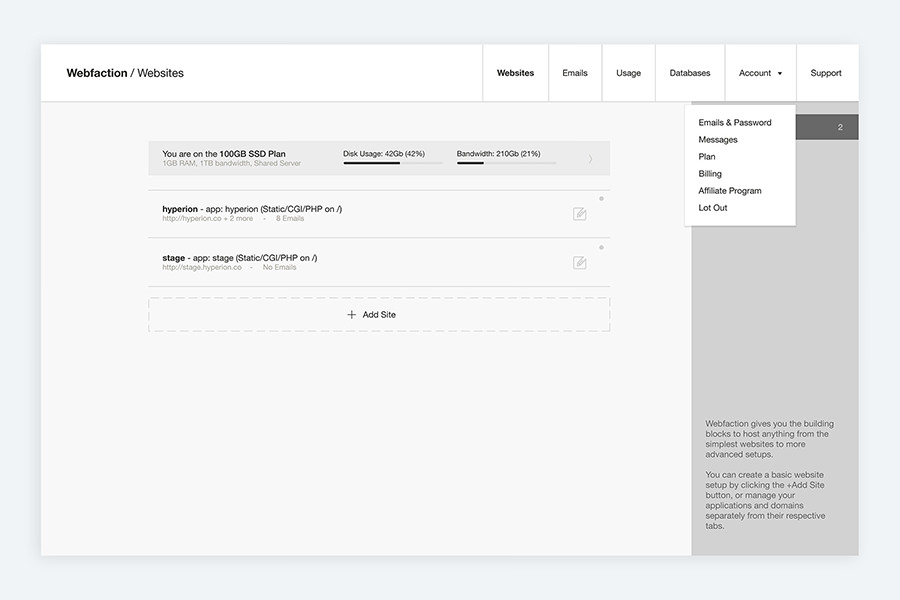 Webfaction / Websites
Websites
Emails
Usage
Databases
Account
Support
Emails & Password
Messages
Plan
Billing
Affiliate Program
Lot Out
2
You are on the 100GB SSD Plan
1GB RAM, 1TB bandwidth, Shared Server
Disk Usage: 42Gb (42%)
Bandwidth: 210Gb (21%)
hyperion - app: hyperion (Static/CGI/PHP on /)
http://hyperion.co + 2 more - 8 Emails
stage - app: stage (Static/CGI/PHP on /)
http://stage.hyperion.co - No Emails
+ Add Site
Webfaction gives you the building
blocks to host anything from the
simplest websites to more
advanced setups.
You can create a basic website
setup by clicking the +Add Site
button, or manage your
applications and domains
separately from their respective
tabs.